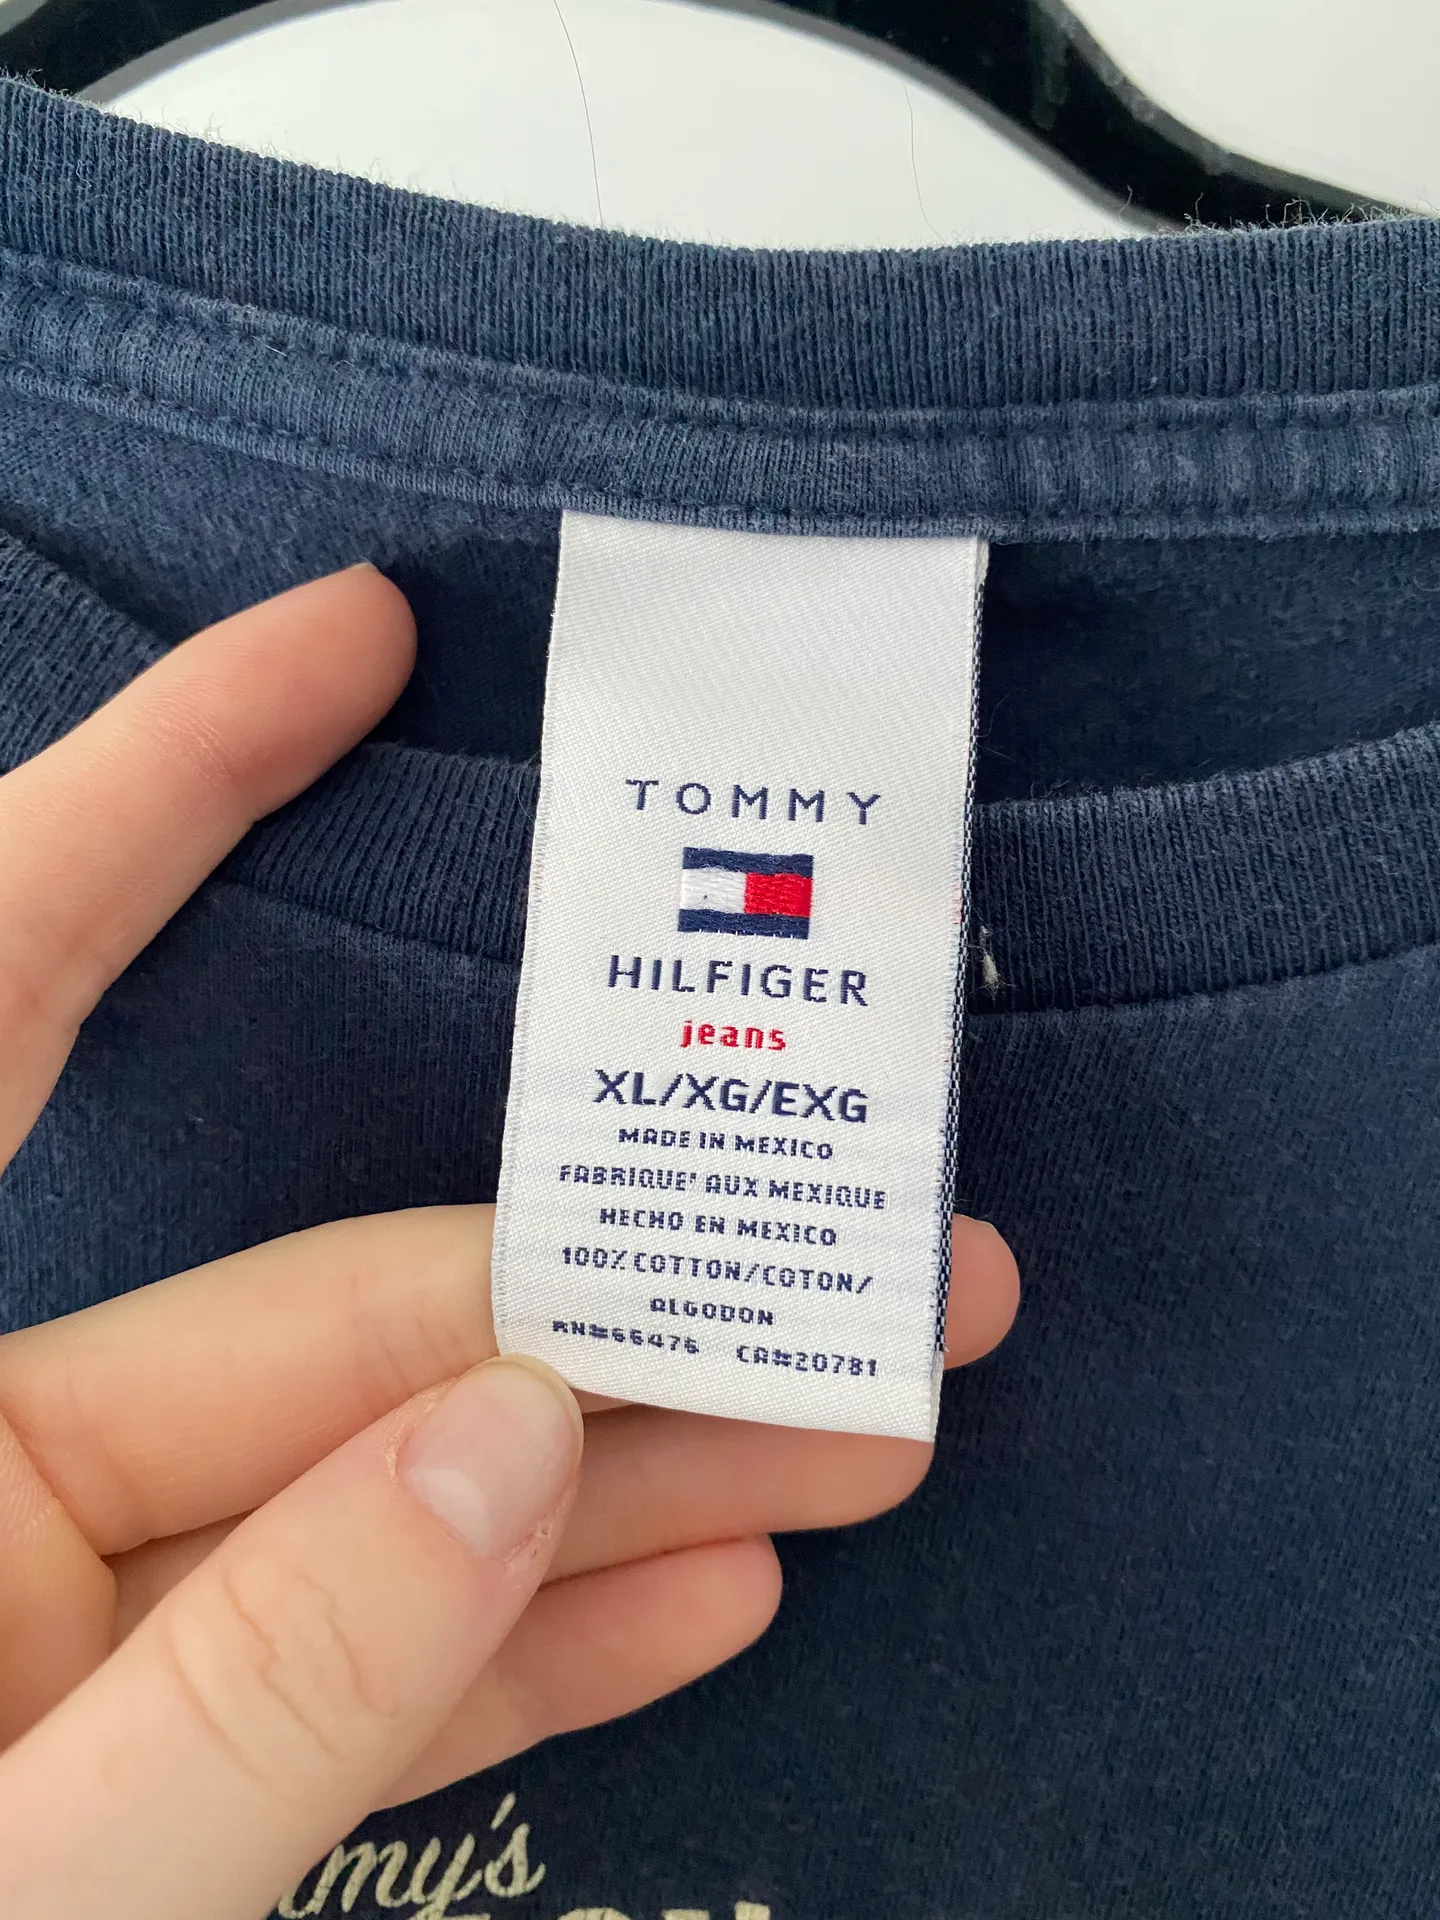 TOMMY
HILFIGER
jeans
XL/XG/EXG
MADE IN MEXICO
FABRIQUE' AUX MEXIQUE
HECHO EN MEXICO
100% COTTON/COTON/
ALGODON
RN#66476 CA#20781